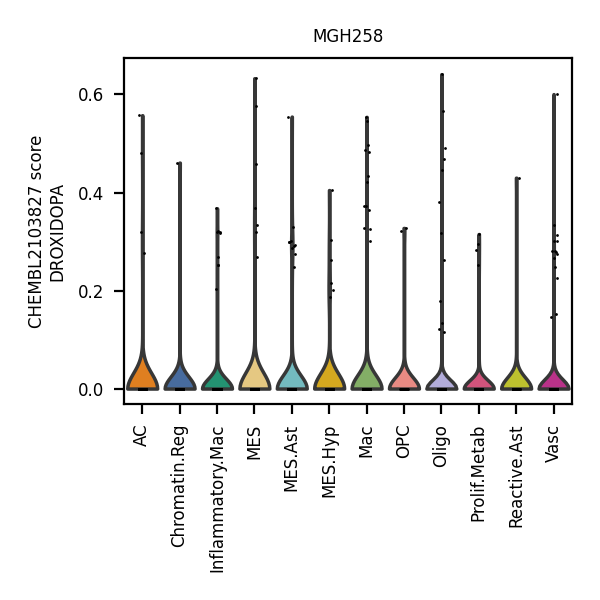 MGH258
CHEMBL2103827 score
DROXIDOPA
0.6
0.4
0.2
0.0
AC
Chromatin.Reg
Inflammatory.Mac
MES
MES.Ast
MES.Hyp
Mac
OPC
Oligo
Prolif.Metab
Reactive.Ast
Vasc